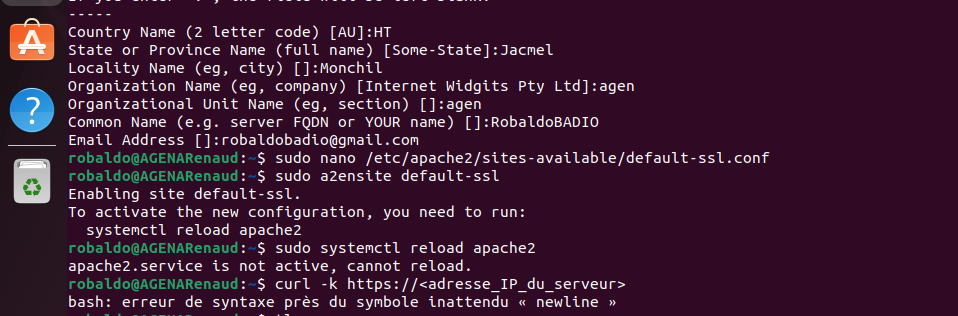 -----
Country Name (2 letter code) [AU]:HT
State or Province Name (full name) [Some-State]:Jacmel
Locality Name (eg, city) []:Monchil
Organization Name (eg, company) [Internet Widgits Pty Ltd]:agen
Organizational Unit Name (eg, section) []:agen
Common Name (e.g. server FQDN or YOUR name) []:RobaldoBADIO
Email Address []:robaldobadio@gmail.com
robaldo@AGENARenaud:~$ sudo nano /etc/apache2/sites-available/default-ssl.conf
robaldo@AGENARenaud:~$ sudo a2ensite default-ssl
Enabling site default-ssl.
To activate the new configuration, you need to run:
  systemctl reload apache2
robaldo@AGENARenaud:~$ sudo systemctl reload apache2
apache2.service is not active, cannot reload.
robaldo@AGENARenaud:~$ curl -k https://<adresse_IP_du_serveur>
bash: erreur de syntaxe près du symbole inattendu « newline »